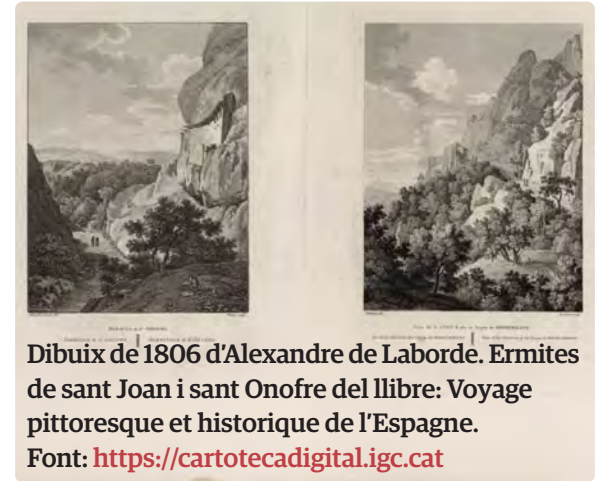 Dibuix de 1806 d'Alexandre de Laborde. Ermites
de sant Joan i sant Onofre del llibre: Voyage
pittoresque et historique de l'Espagne.
Font: https://cartotecadigital.igc.cat